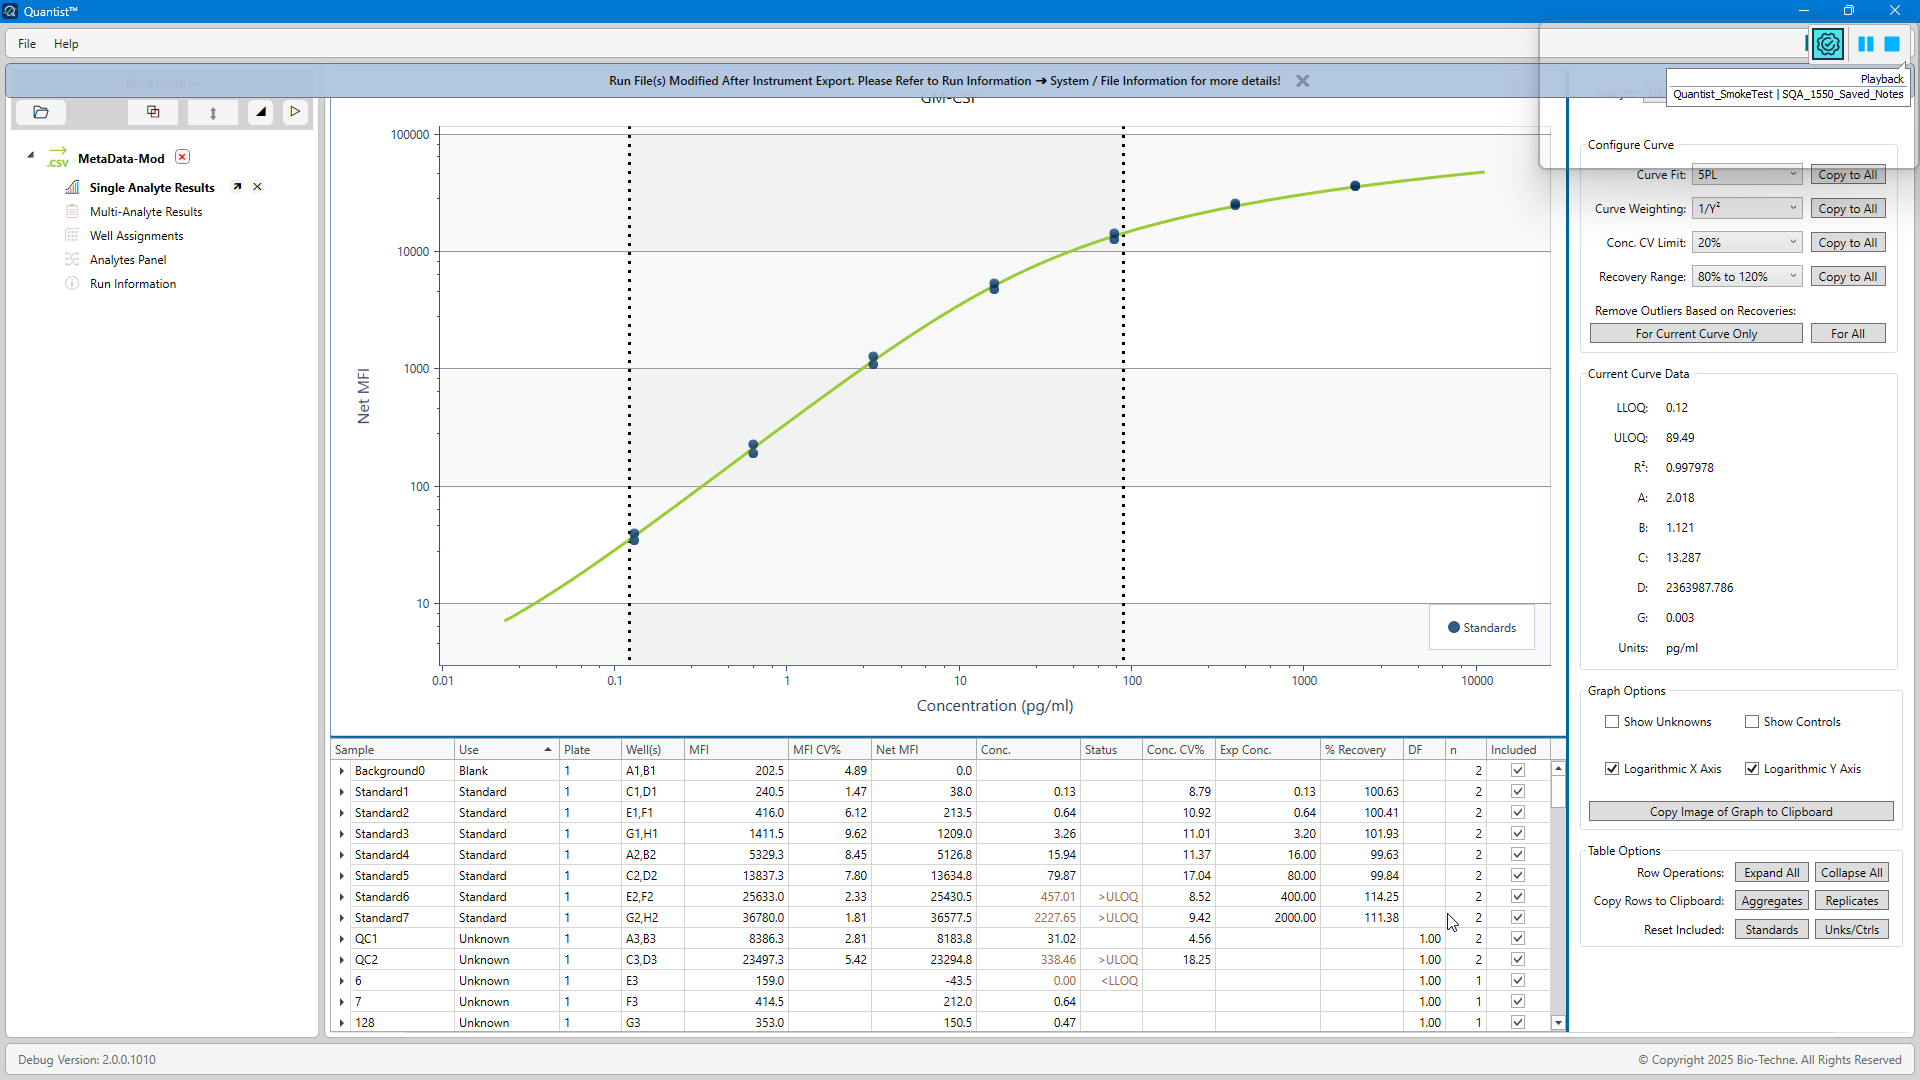 Quantist™
File Help
Run File(s) Modified After Instrument Export. Please Refer to Run Information ➔ System / File Information for more details!
Playback
Quantist_SmokeTest | SQA_1550_Saved_Notes
Runs Control
.CSV MetaData-Mod
Single Analyte Results
Multi-Analyte Results
Well Assignments
Analytes Panel
Run Information
GM-CSF
100000
10000
1000
100
10
Net MFI
0.01 0.1 1 10 100 1000 10000
Concentration (pg/ml)
Standards
Analyte:
Configure Curve
Curve Fit: 5PL Copy to All
Curve Weighting: 1/Y² Copy to All
Conc. CV Limit: 20% Copy to All
Recovery Range: 80% to 120% Copy to All
Remove Outliers Based on Recoveries:
For Current Curve Only For All
Current Curve Data
LLOQ: 0.12
ULOQ: 89.49
R²: 0.997978
A: 2.018
B: 1.121
C: 13.287
D: 2363987.786
G: 0.003
Units: pg/ml
Graph Options
Show Unknowns Show Controls
Logarithmic X Axis Logarithmic Y Axis
Copy Image of Graph to Clipboard
Table Options
Row Operations: Expand All Collapse All
Copy Rows to Clipboard: Aggregates Replicates
Reset Included: Standards Unks/Ctrls
Sample Use Plate Well(s) MFI MFI CV% Net MFI Conc. Status Conc. CV% Exp Conc. % Recovery DF n Included
Background0 Blank 1 A1,B1 202.5 4.89 0.0 2
Standard1 Standard 1 C1,D1 240.5 1.47 38.0 0.13 8.79 0.13 100.63 2
Standard2 Standard 1 E1,F1 416.0 6.12 213.5 0.64 10.92 0.64 100.41 2
Standard3 Standard 1 G1,H1 1411.5 9.62 1209.0 3.26 11.01 3.20 101.93 2
Standard4 Standard 1 A2,B2 5329.3 8.45 5126.8 15.94 11.37 16.00 99.63 2
Standard5 Standard 1 C2,D2 13837.3 7.80 13634.8 79.87 17.04 80.00 99.84 2
Standard6 Standard 1 E2,F2 25633.0 2.33 25430.5 457.01 >ULOQ 8.52 400.00 114.25 2
Standard7 Standard 1 G2,H2 36780.0 1.81 36577.5 2227.65 >ULOQ 9.42 2000.00 111.38 2
QC1 Unknown 1 A3,B3 8386.3 2.81 8183.8 31.02 4.56 1.00 2
QC2 Unknown 1 C3,D3 23497.3 5.42 23294.8 338.46 >ULOQ 18.25 1.00 2
6 Unknown 1 E3 159.0 -43.5 0.00 <LLOQ 1.00 1
7 Unknown 1 F3 414.5 212.0 0.64 1.00 1
128 Unknown 1 G3 353.0 150.5 0.47 1.00 1
Debug Version: 2.0.0.1010
© Copyright 2025 Bio-Techne. All Rights Reserved